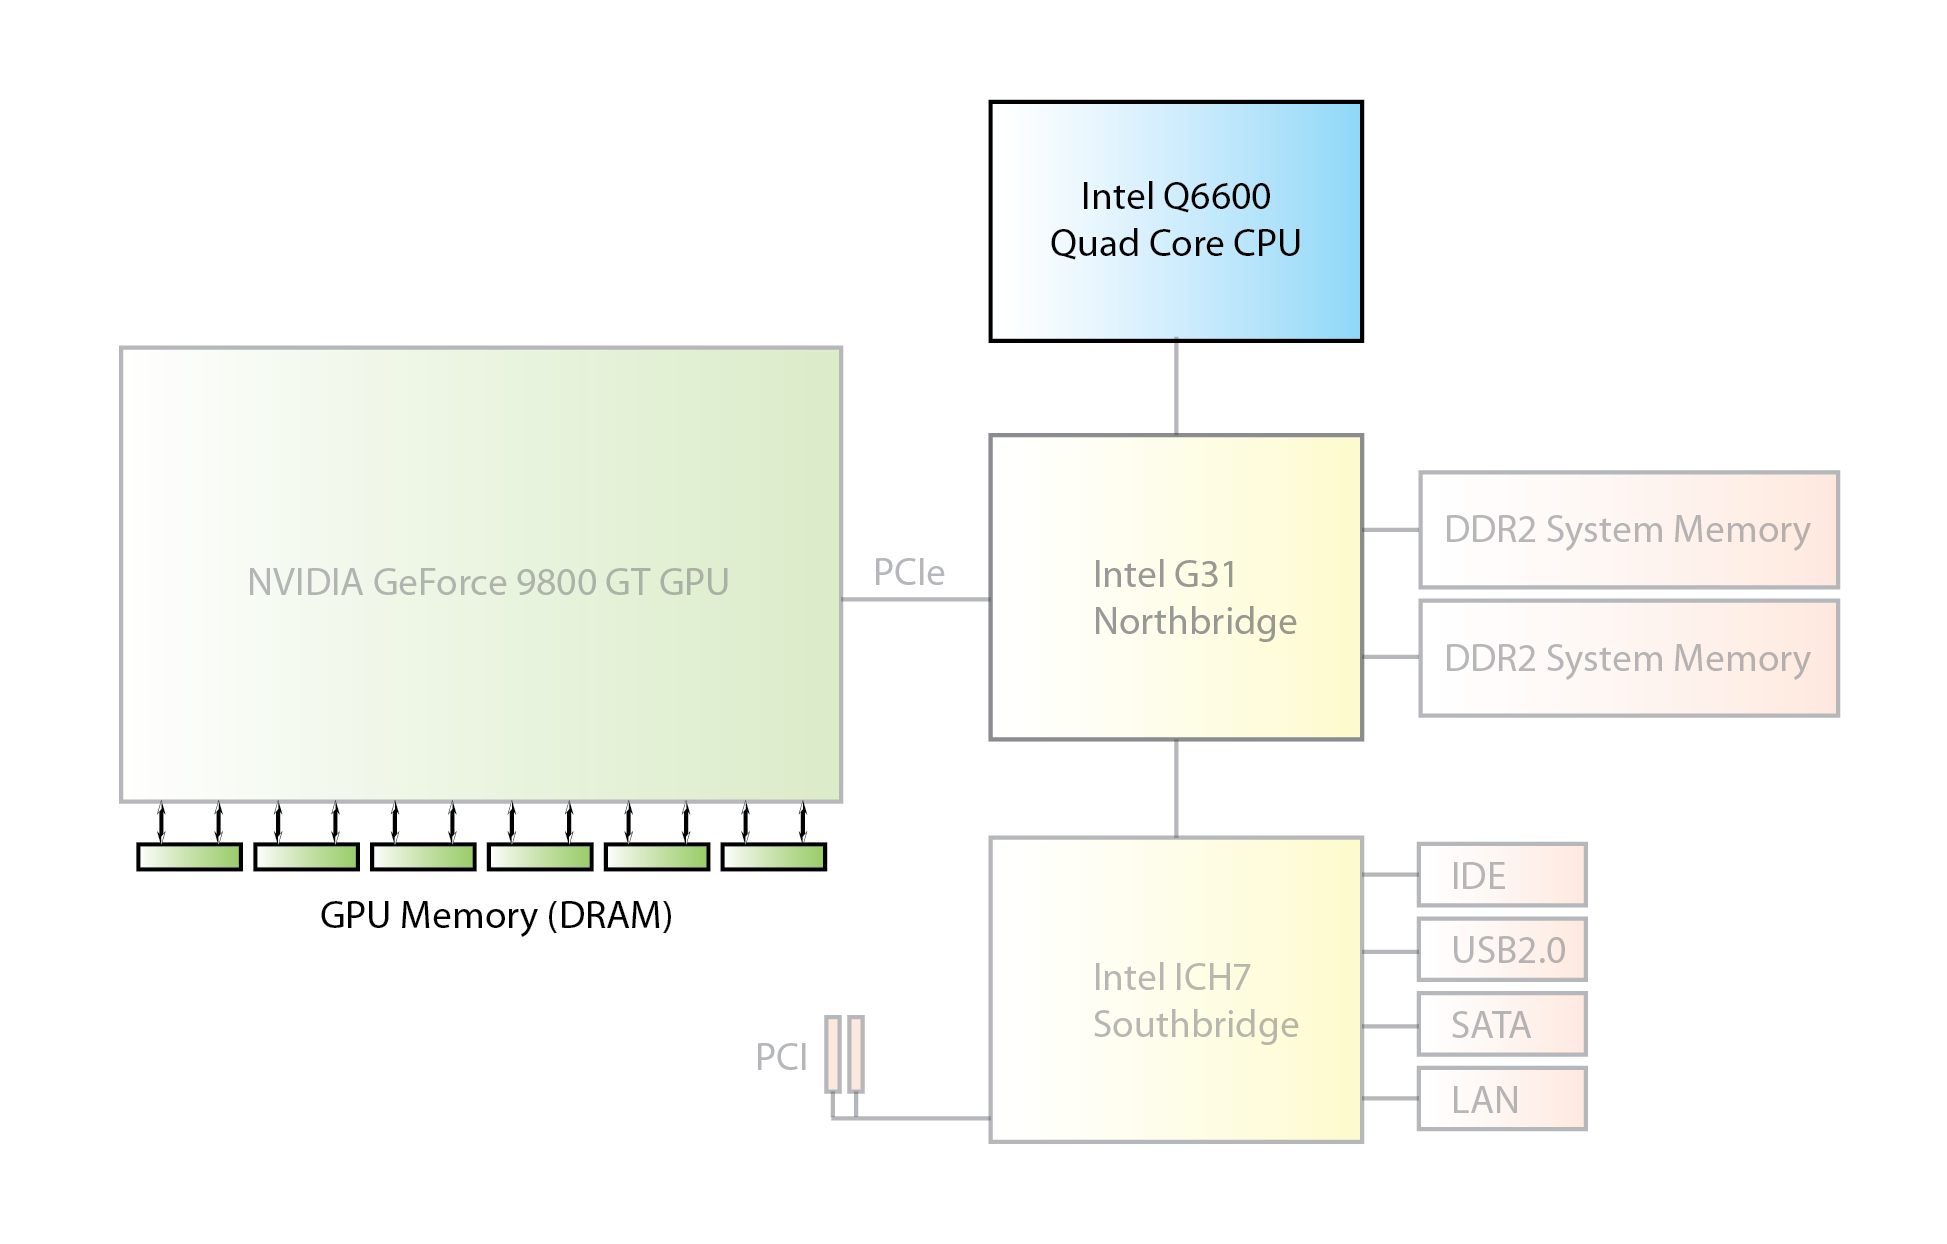 Intel Q6600
Quad Core CPU
NVIDIA GeForce 9800 GT GPU
PCIe
Intel G31
Northbridge
DDR2 System Memory
DDR2 System Memory
GPU Memory (DRAM)
PCI
Intel ICH7
Southbridge
IDE
USB2.0
SATA
LAN